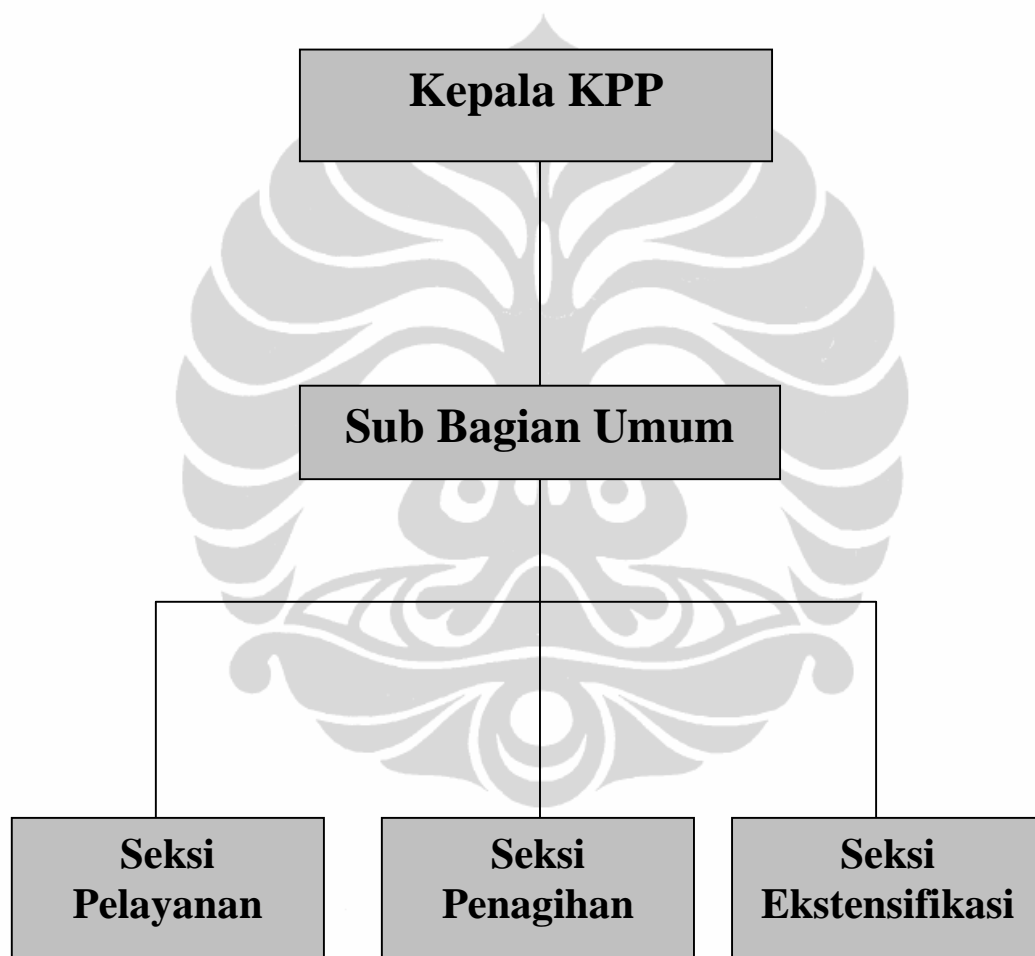 Kepala KPP
Sub Bagian Umum
Seksi
Pelayanan
Seksi
Penagihan
Seksi
Ekstensifikasi